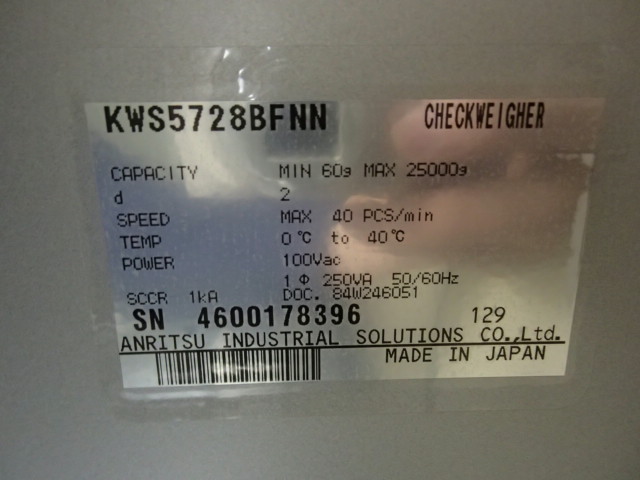 KWS5728BFNN CHECKWEIGHER
CAPACITY MIN 60g MAX 25000g
d 2
SPEED MAX 40 PCS/min
TEMP 0℃ to 40℃
POWER 100Vac
1 Φ 250VA 50/60Hz
SCCR 1kA DOC. 84W246051
SN 4600178396 129
ANRITSU INDUSTRIAL SOLUTIONS CO.,Ltd.
MADE IN JAPAN